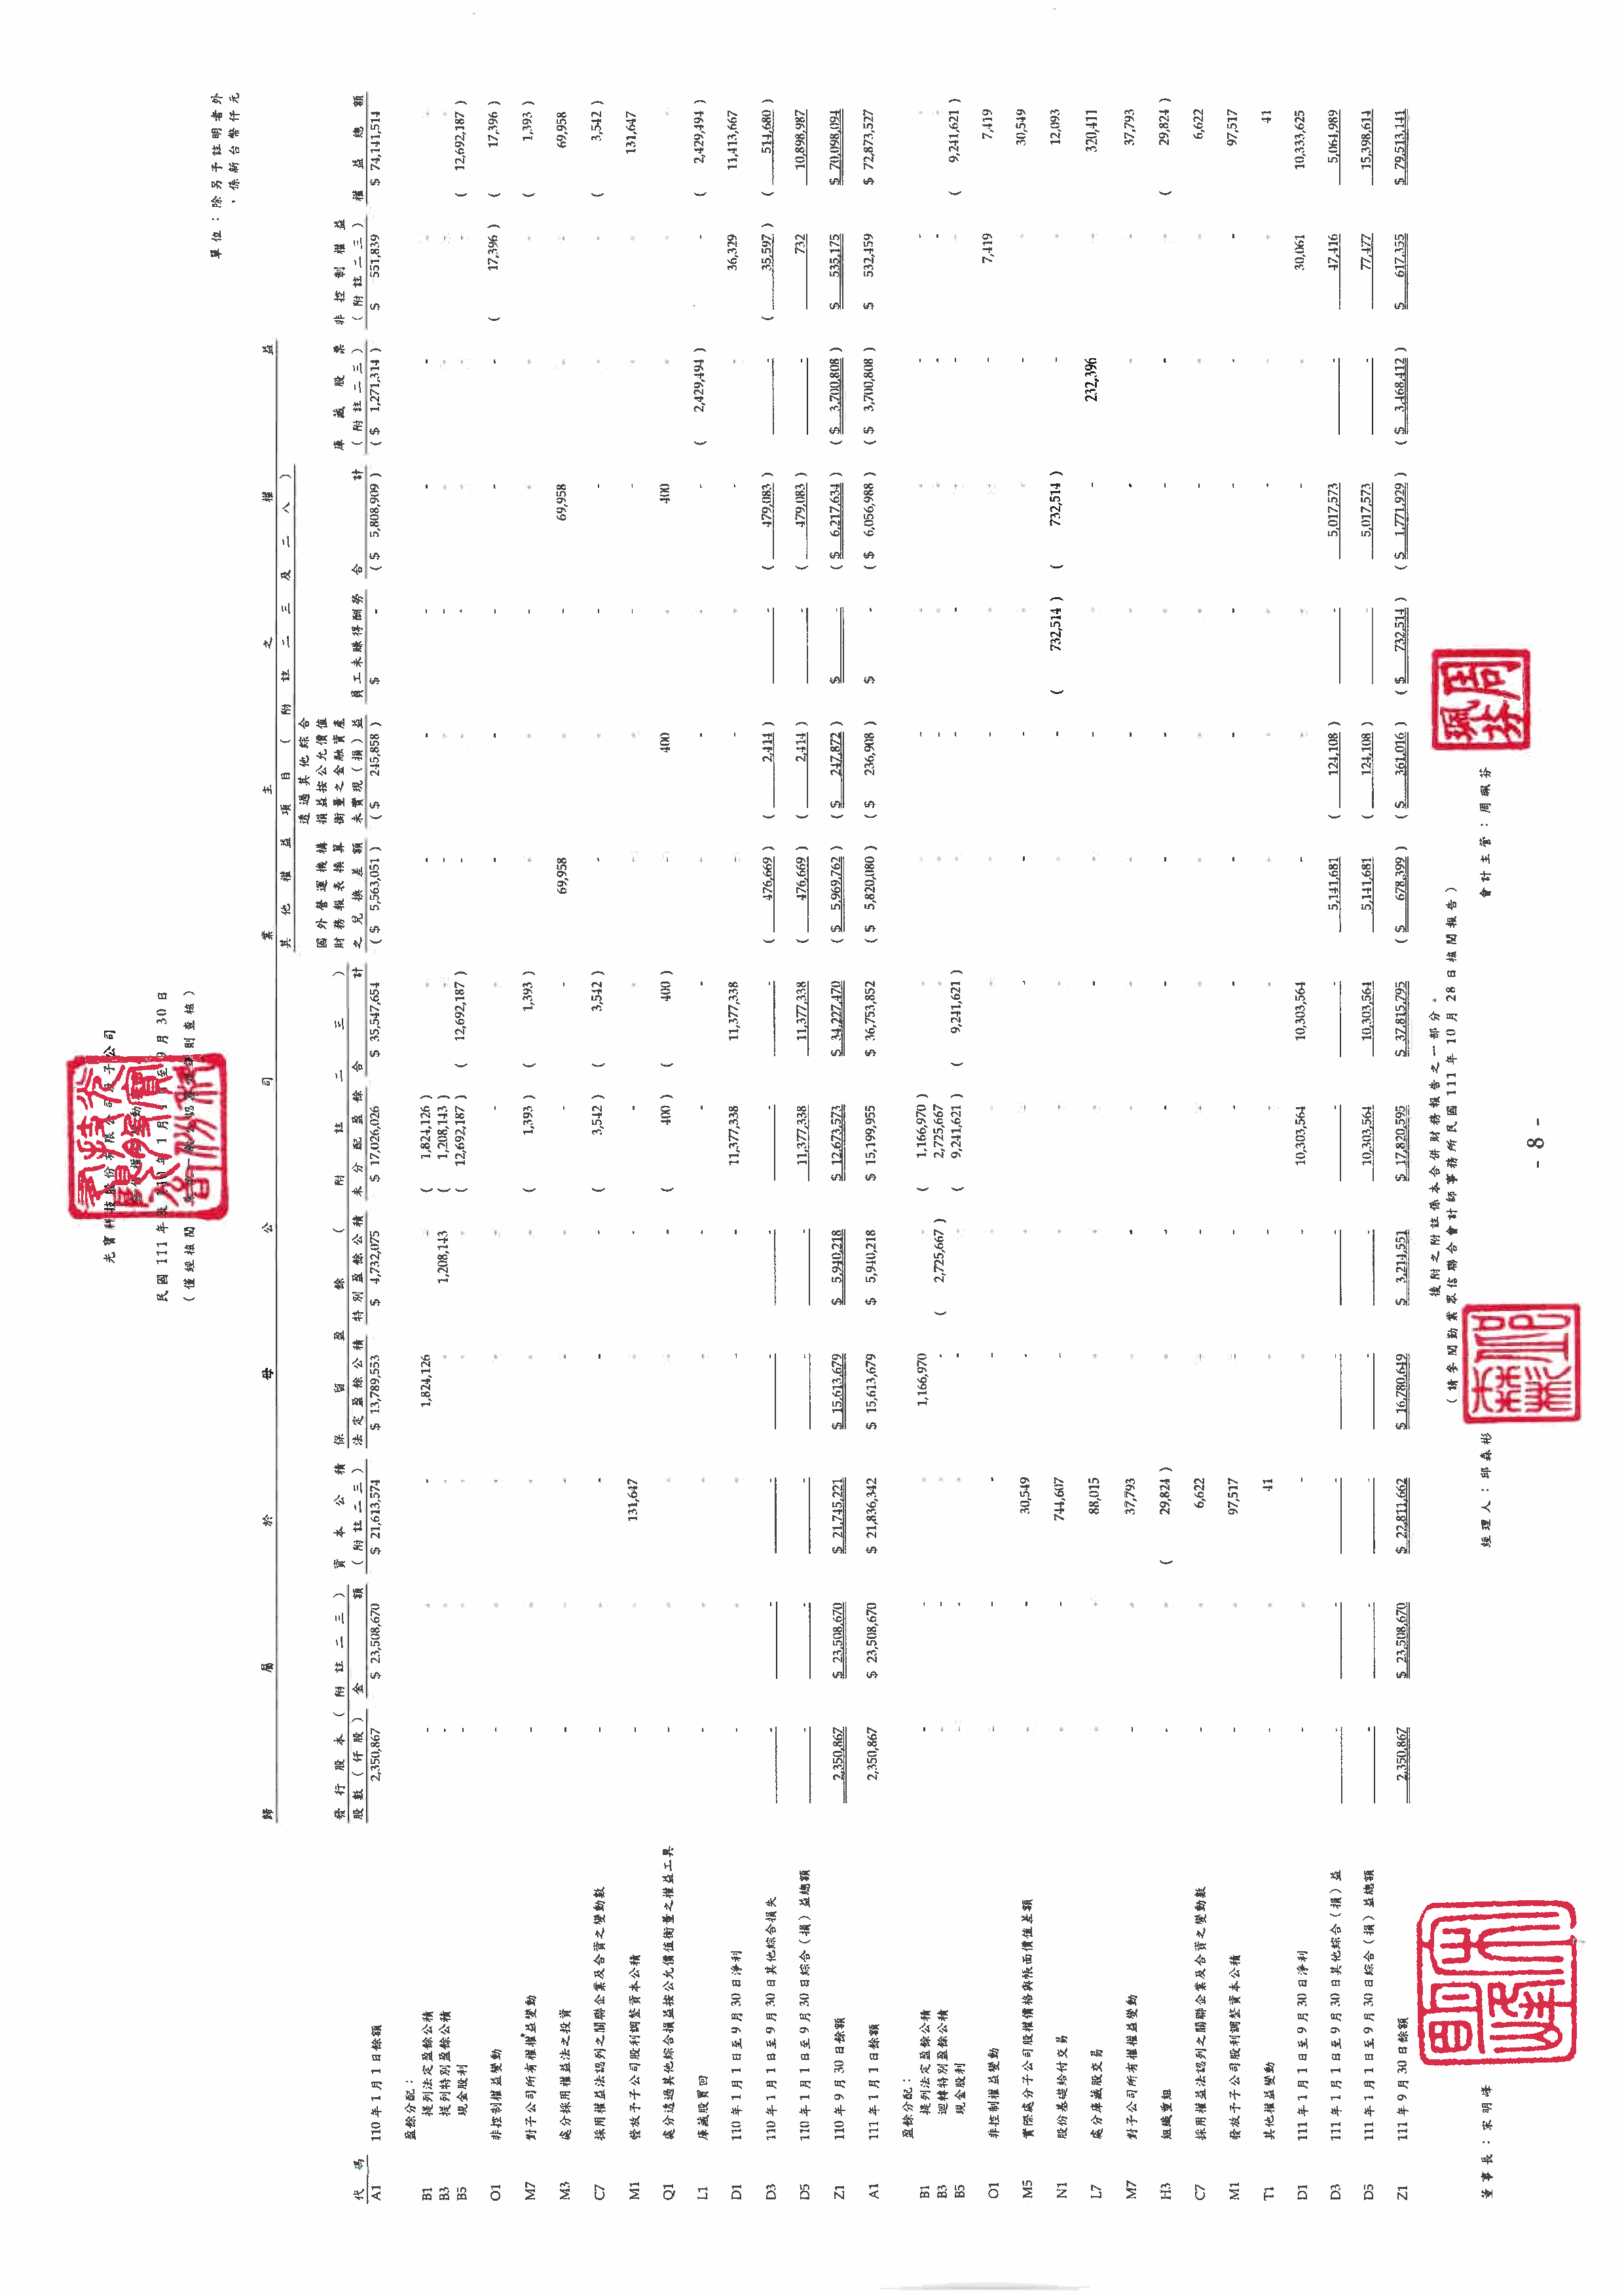 光寶科技股份有限公司及子公司
民國 111 年及 110 年 1 月 1 日至 9 月 30 日
(僅經核閱,未依一般公認審計準則查核)
單位:除另予註明者外
,係新台幣仟元
歸 屬 於 母 公 司 業 主 之 權 益
其 他 權 益 項 目 ( 附 註 二 三 及 二 八 )
透過其他綜合
國外營運機構 損益按公允價值
發行股本(附註二三) 資本公積 保留盈餘(附註二三) 財務報表換算 衡量之金融資產 庫藏股票 非控制權益
代碼 股數(仟股) 金額 (附註二三) 法定盈餘公積 特別盈餘公積 未分配盈餘 合計 之兌換差額 未實現(損)益 員工未賺得酬勞 合計 (附註二三) (附註二三) 權益總額
A1 110 年 1 月 1 日餘額 2,350,867 $ 23,508,670 $ 21,613,574 $ 13,789,553 $ 4,732,075 $ 17,026,026 $ 35,547,654 ( $ 5,563,051 ) ( $ 245,858 ) $ - ( $ 5,808,909 ) ( $ 1,271,314 ) $ 551,839 $ 74,141,514
盈餘分配:
B1 提列法定盈餘公積 - - - 1,824,126 - ( 1,824,126 ) - - - - - - - -
B3 提列特別盈餘公積 - - - - 1,208,143 ( 1,208,143 ) - - - - - - - -
B5 現金股利 - - - - - ( 12,692,187 ) ( 12,692,187 ) - - - - - - ( 12,692,187 )
O1 非控制權益變動 - - - - - - - - - - - - ( 17,396 ) ( 17,396 )
M7 對子公司所有權權益變動 - - - - - ( 1,393 ) ( 1,393 ) - - - - - - ( 1,393 )
M3 處分採用權益法之投資 - - - - - - - 69,958 - - 69,958 - - 69,958
C7 採用權益法認列之關聯企業及合資之變動數 - - - - - ( 3,542 ) ( 3,542 ) - - - - - - ( 3,542 )
M1 發放予子公司股利調整資本公積 - - 131,647 - - - - - - - - - - 131,647
Q1 處分透過其他綜合損益按公允價值衡量之權益工具 - - - - - ( 400 ) ( 400 ) - 400 - 400 - - -
L1 庫藏股買回 - - - - - - - - - - - ( 2,429,494 ) - ( 2,429,494 )
D1 110 年 1 月 1 日至 9 月 30 日淨利 - - - - - 11,377,338 11,377,338 - - - - - 36,329 11,413,667
D3 110 年 1 月 1 日至 9 月 30 日其他綜合損失 - - - - - - - ( 476,669 ) ( 2,414 ) - ( 479,083 ) - ( 35,597 ) ( 514,680 )
D5 110 年 1 月 1 日至 9 月 30 日綜合(損)益總額 - - - - - 11,377,338 11,377,338 ( 476,669 ) ( 2,414 ) - ( 479,083 ) - 732 10,898,987
Z1 110 年 9 月 30 日餘額 2,350,867 $ 23,508,670 $ 21,745,221 $ 15,613,679 $ 5,940,218 $ 12,673,573 $ 34,227,470 ( $ 5,969,762 ) ( $ 247,872 ) $ - ( $ 6,217,634 ) ( $ 3,700,808 ) $ 535,175 $ 70,098,094
A1 111 年 1 月 1 日餘額 2,350,867 $ 23,508,670 $ 21,836,342 $ 15,613,679 $ 5,940,218 $ 15,199,955 $ 36,753,852 ( $ 5,820,080 ) ( $ 236,908 ) $ - ( $ 6,056,988 ) ( $ 3,700,808 ) $ 532,459 $ 72,873,527
盈餘分配:
B1 提列法定盈餘公積 - - - 1,166,970 - ( 1,166,970 ) - - - - - - - -
B3 迴轉特別盈餘公積 - - - - ( 2,725,667 ) 2,725,667 - - - - - - - -
B5 現金股利 - - - - - ( 9,241,621 ) ( 9,241,621 ) - - - - - - ( 9,241,621 )
O1 非控制權益變動 - - - - - - - - - - - - 7,419 7,419
M5 實際處分子公司股權價格與帳面價值差額 - - 30,549 - - - - - - - - - - 30,549
N1 股份基礎給付交易 - - 744,607 - - - - - - ( 732,514 ) ( 732,514 ) - - 12,093
L7 處分庫藏股交易 - - 88,015 - - - - - - - - 232,396 - 320,411
M7 對子公司所有權權益變動 - - 37,793 - - - - - - - - - - 37,793
H3 組織重組 - - ( 29,824 ) - - - - - - - - - - ( 29,824 )
C7 採用權益法認列之關聯企業及合資之變動數 - - 6,622 - - - - - - - - - - 6,622
M1 發放予子公司股利調整資本公積 - - 97,517 - - - - - - - - - - 97,517
T1 其他權益變動 - - 41 - - - - - - - - - - 41
D1 111 年 1 月 1 日至 9 月 30 日淨利 - - - - - 10,303,564 10,303,564 - - - - - 30,061 10,333,625
D3 111 年 1 月 1 日至 9 月 30 日其他綜合(損)益 - - - - - - - 5,141,681 ( 124,108 ) - 5,017,573 - 47,416 5,064,989
D5 111 年 1 月 1 日至 9 月 30 日綜合(損)益總額 - - - - - 10,303,564 10,303,564 5,141,681 ( 124,108 ) - 5,017,573 - 77,477 15,398,614
Z1 111 年 9 月 30 日餘額 2,350,867 $ 23,508,670 $ 22,811,662 $ 16,780,649 $ 3,214,551 $ 17,820,595 $ 37,815,795 ( $ 678,399 ) ( $ 361,016 ) ( $ 732,514 ) ( $ 1,771,929 ) ( $ 3,468,412 ) $ 617,355 $ 79,513,141
後附之附註係本合併財務報告之一部分。
(請參閱勤業眾信聯合會計師事務所民國 111 年 10 月 28 日核閱報告)
董事長:宋明峰 經理人:邱森彬 會計主管:周珮芬
- 8 -